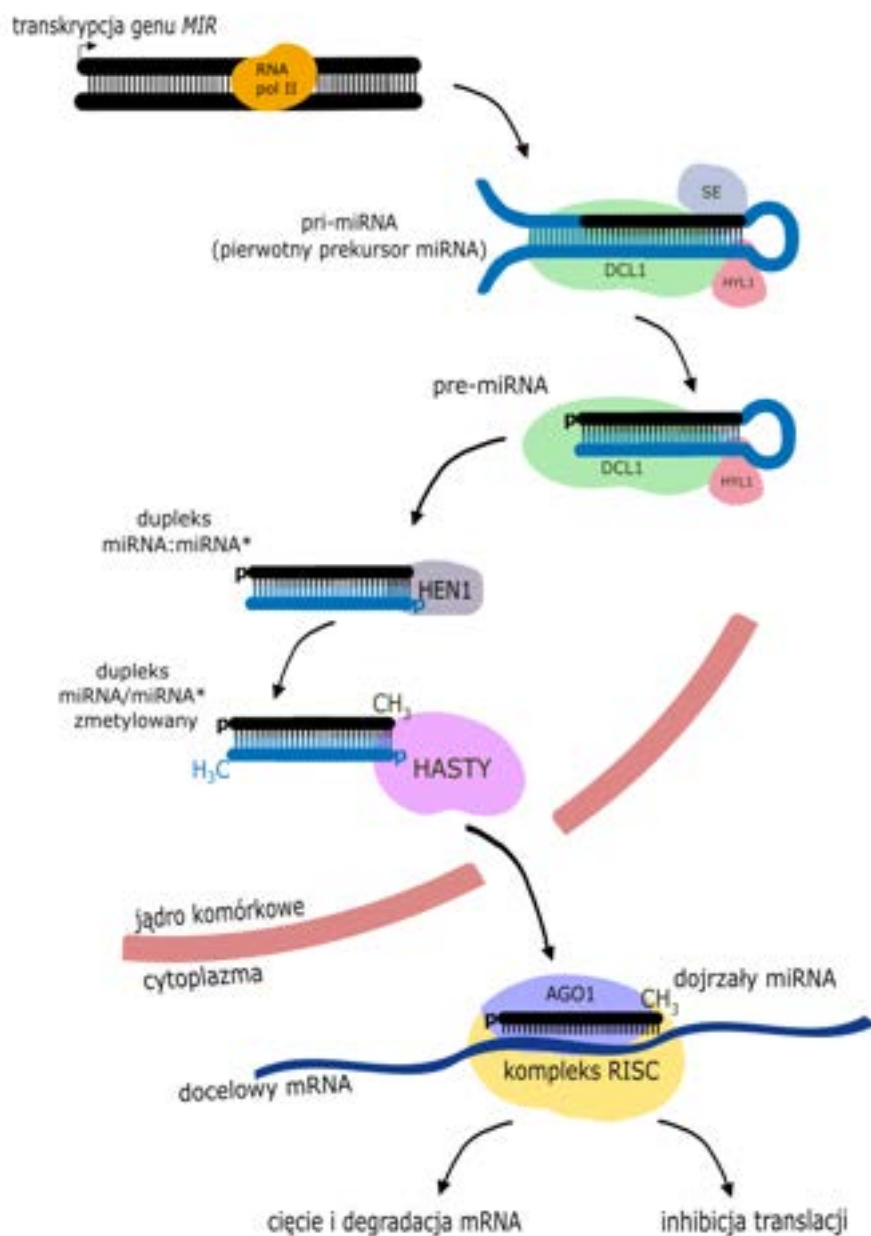 transkrypcja genu MIR
RNA
pol II
SE
pri-miRNA
(pierwotny prekursor miRNA)
DCL1
HYL1
pre-miRNA
p
DCL1
HYL1
dupleks
miRNA:miRNA*
p
HEN1
p
dupleks
miRNA/miRNA*
zmetylowany
CH3
p
H3C
p
HASTY
jądro komórkowe
cytoplazma
dojrzały miRNA
AGO1
CH3
p
kompleks RISC
docelowy mRNA
cięcie i degradacja mRNA
inhibicja translacji